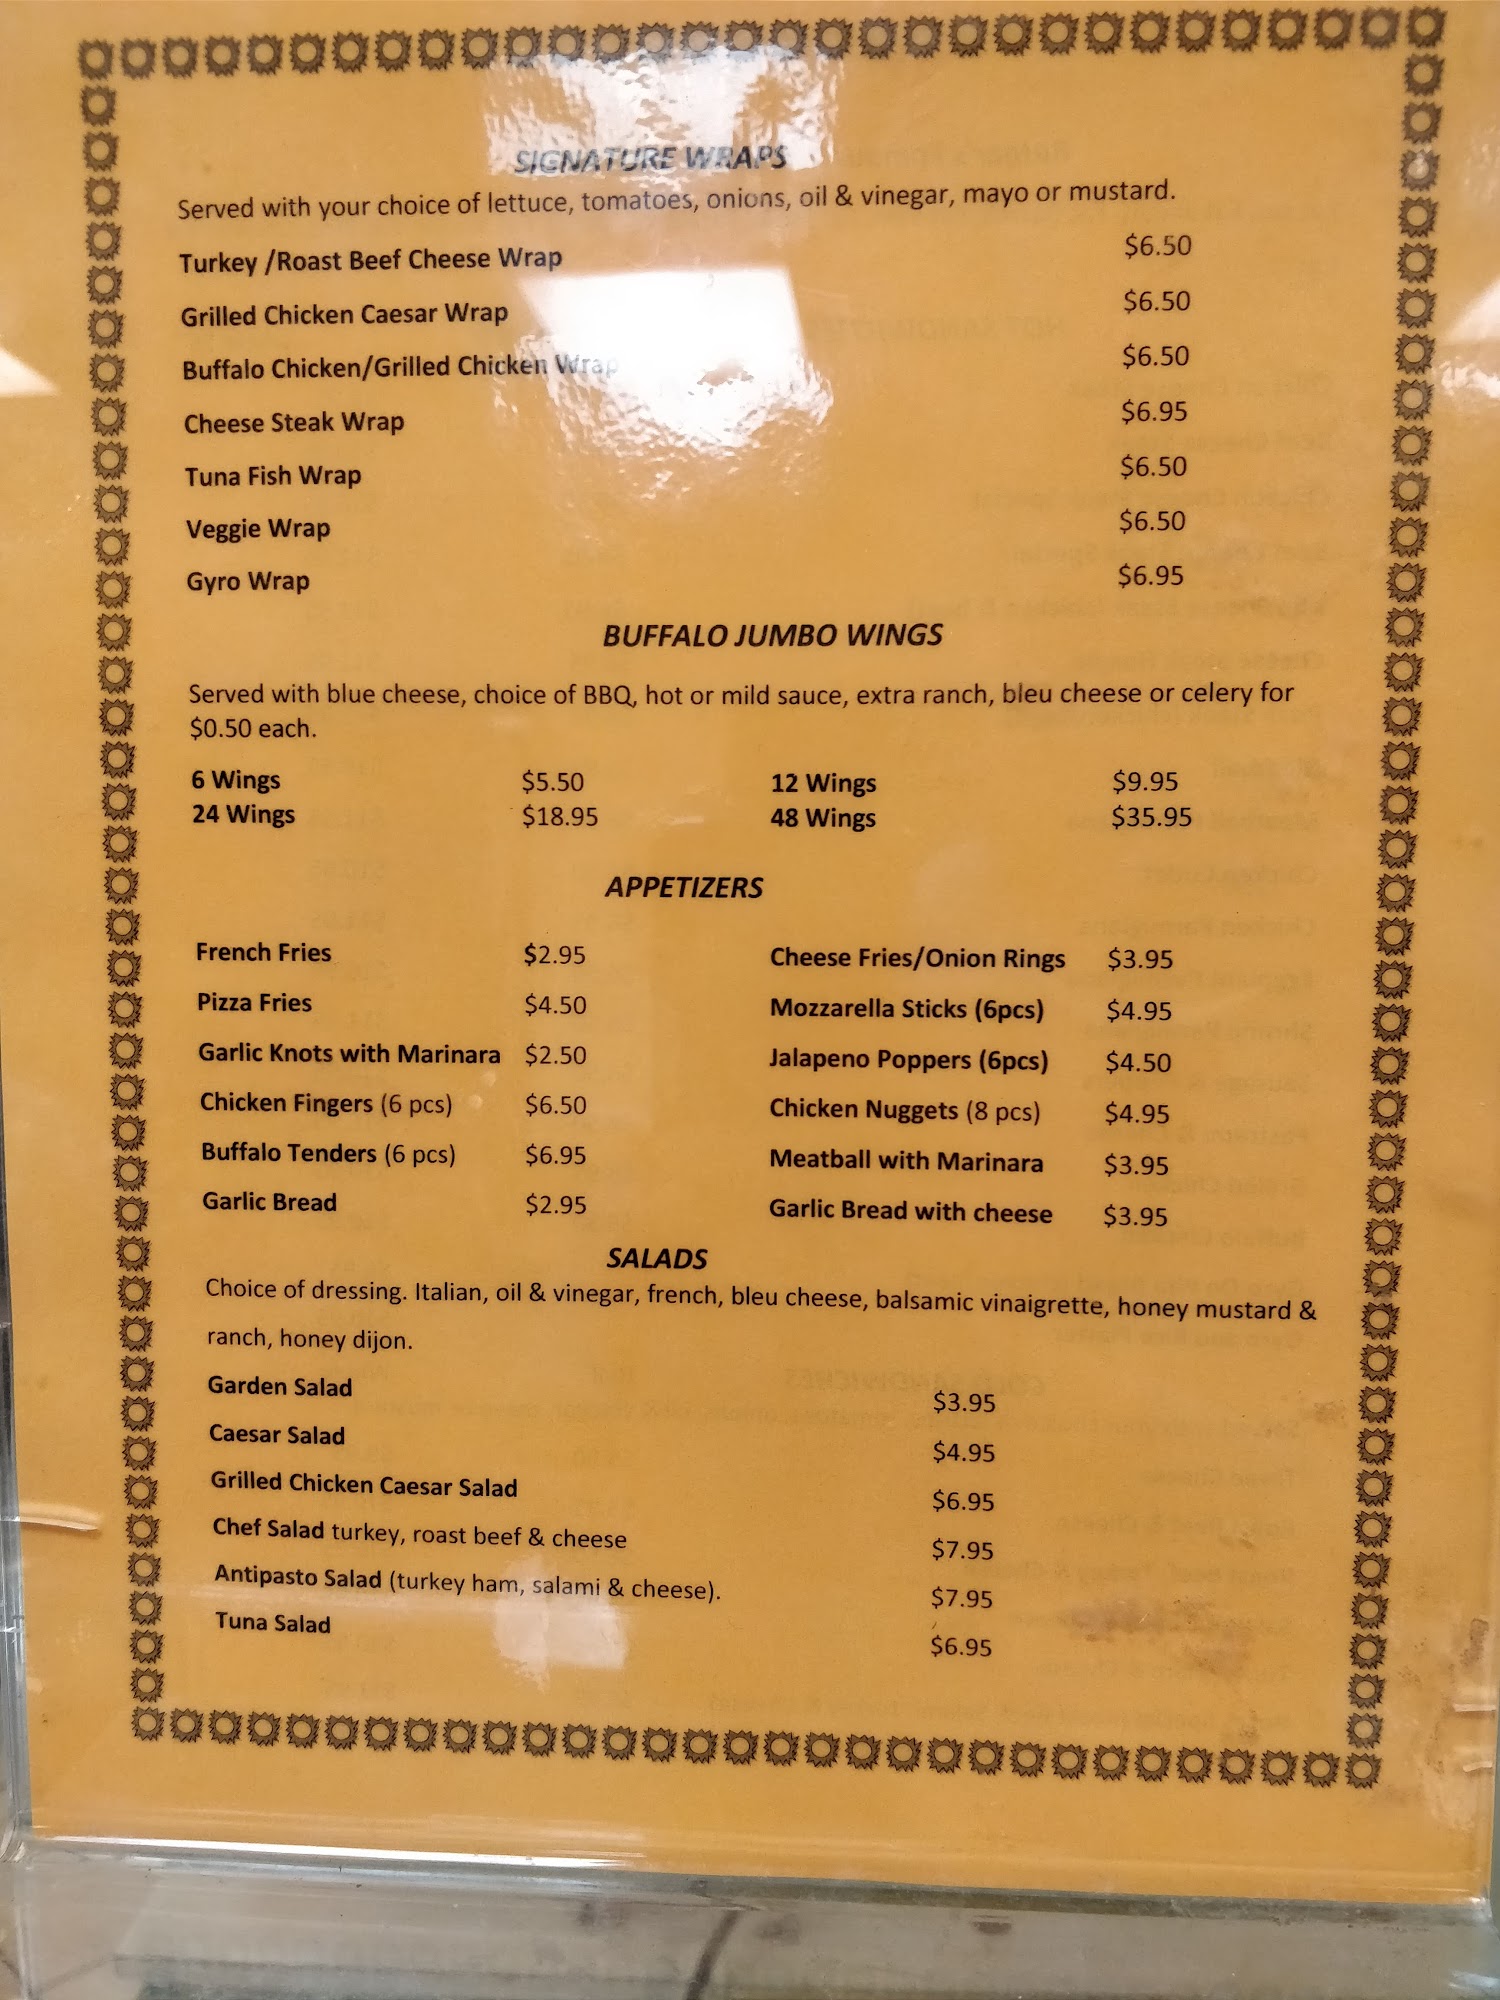 SIGNATURE WRAPS
Served with your choice of lettuce, tomatoes, onions, oil & vinegar, mayo or mustard.
Turkey /Roast Beef Cheese Wrap $6.50
Grilled Chicken Caesar Wrap $6.50
Buffalo Chicken/Grilled Chicken Wrap $6.50
Cheese Steak Wrap $6.95
Tuna Fish Wrap $6.50
Veggie Wrap $6.50
Gyro Wrap $6.95
BUFFALO JUMBO WINGS
Served with blue cheese, choice of BBQ, hot or mild sauce, extra ranch, bleu cheese or celery for
$0.50 each.
6 Wings $5.50 12 Wings $9.95
24 Wings $18.95 48 Wings $35.95
APPETIZERS
French Fries $2.95 Cheese Fries/Onion Rings $3.95
Pizza Fries $4.50 Mozzarella Sticks (6pcs) $4.95
Garlic Knots with Marinara $2.50 Jalapeno Poppers (6pcs) $4.50
Chicken Fingers (6 pcs) $6.50 Chicken Nuggets (8 pcs) $4.95
Buffalo Tenders (6 pcs) $6.95 Meatball with Marinara $3.95
Garlic Bread $2.95 Garlic Bread with cheese $3.95
SALADS
Choice of dressing. Italian, oil & vinegar, french, bleu cheese, balsamic vinaigrette, honey mustard &
ranch, honey dijon.
Garden Salad $3.95
Caesar Salad $4.95
Grilled Chicken Caesar Salad $6.95
Chef Salad turkey, roast beef & cheese $7.95
Antipasto Salad (turkey ham, salami & cheese). $7.95
Tuna Salad $6.95